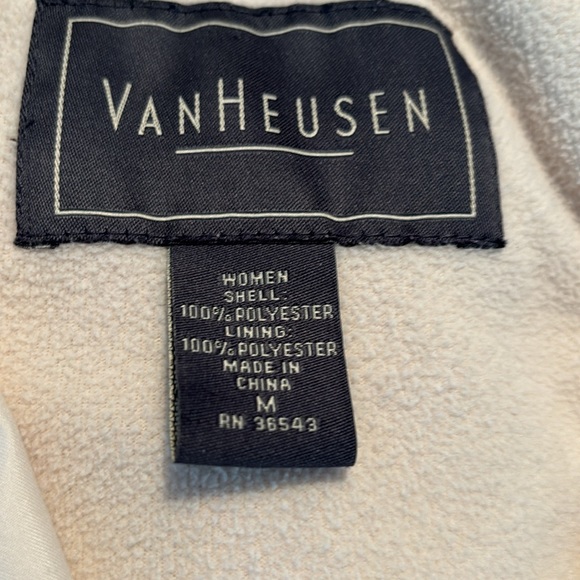 VANHEUSEN
WOMEN
SHELL:
100% POLYESTER
LINING:
100% POLYESTER
MADE IN
CHINA
M
RN 36543